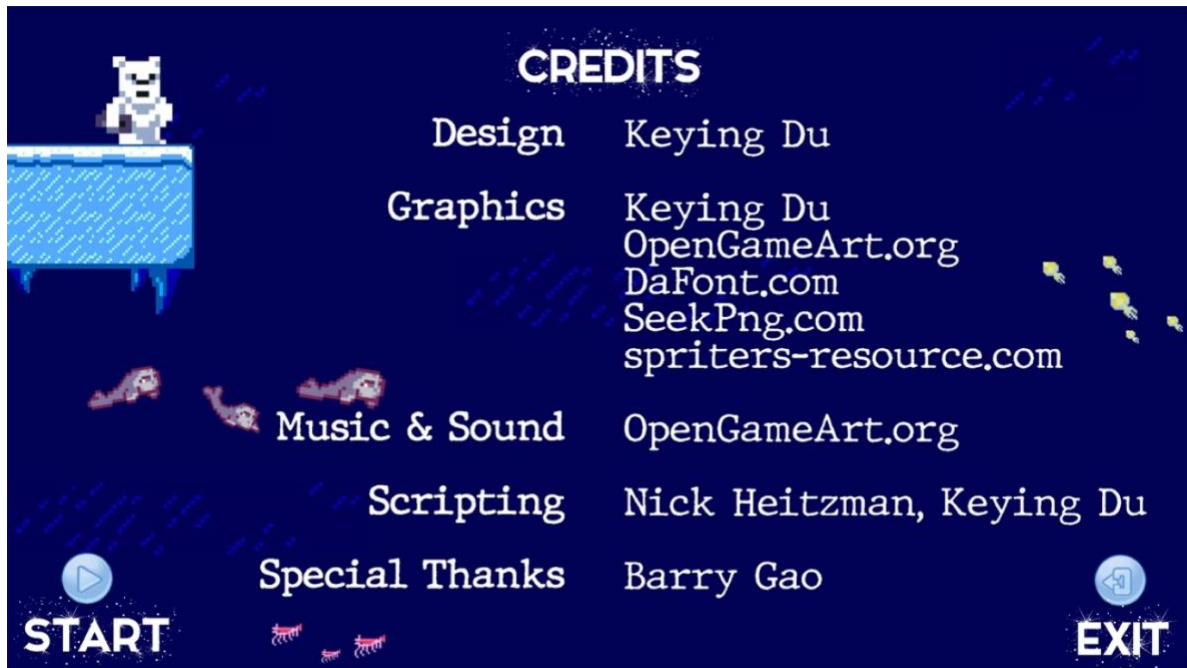 CREDITS
Design Keying Du
Graphics Keying Du
OpenGameArt.org
DaFont.com
SeekPng.com
spriters-resource.com
Music & Sound OpenGameArt.org
Scripting Nick Heitzman, Keying Du
Special Thanks Barry Gao
START
EXIT